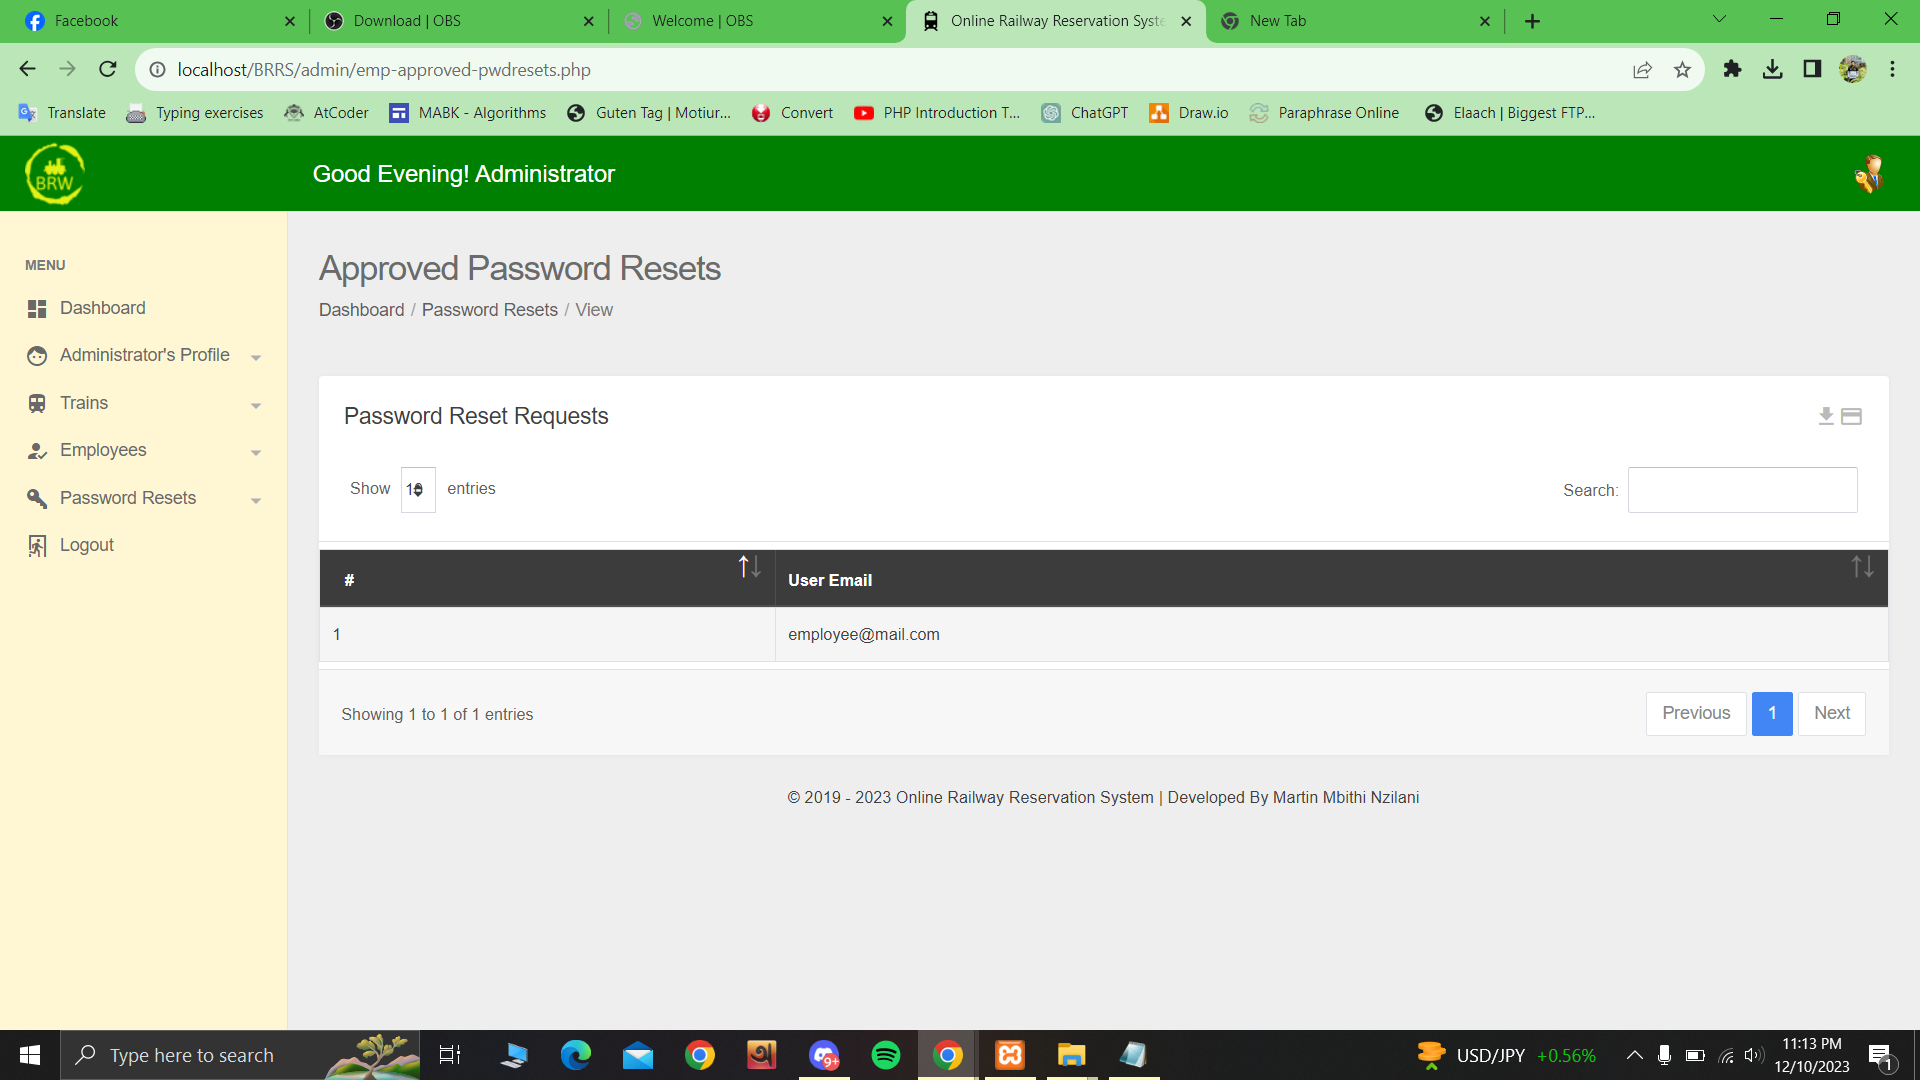 Facebook
Download | OBS
Welcome | OBS
Online Railway Reservation Syste
New Tab
localhost/BRRS/admin/emp-approved-pwdresets.php
Translate
Typing exercises
AtCoder
MABK - Algorithms
Guten Tag | Motiur...
Convert
PHP Introduction T...
ChatGPT
Draw.io
Paraphrase Online
Elaach | Biggest FTP...
BRW
Good Evening! Administrator
MENU
Dashboard
Administrator's Profile
Trains
Employees
Password Resets
Logout
Approved Password Resets
Dashboard / Password Resets / View
Password Reset Requests
Show 10 entries
Search:
# User Email
1 employee@mail.com
Showing 1 to 1 of 1 entries
Previous 1 Next
© 2019 - 2023 Online Railway Reservation System | Developed By Martin Mbithi Nzilani
Type here to search
9+
USD/JPY +0.56%
11:13 PM
12/10/2023
1